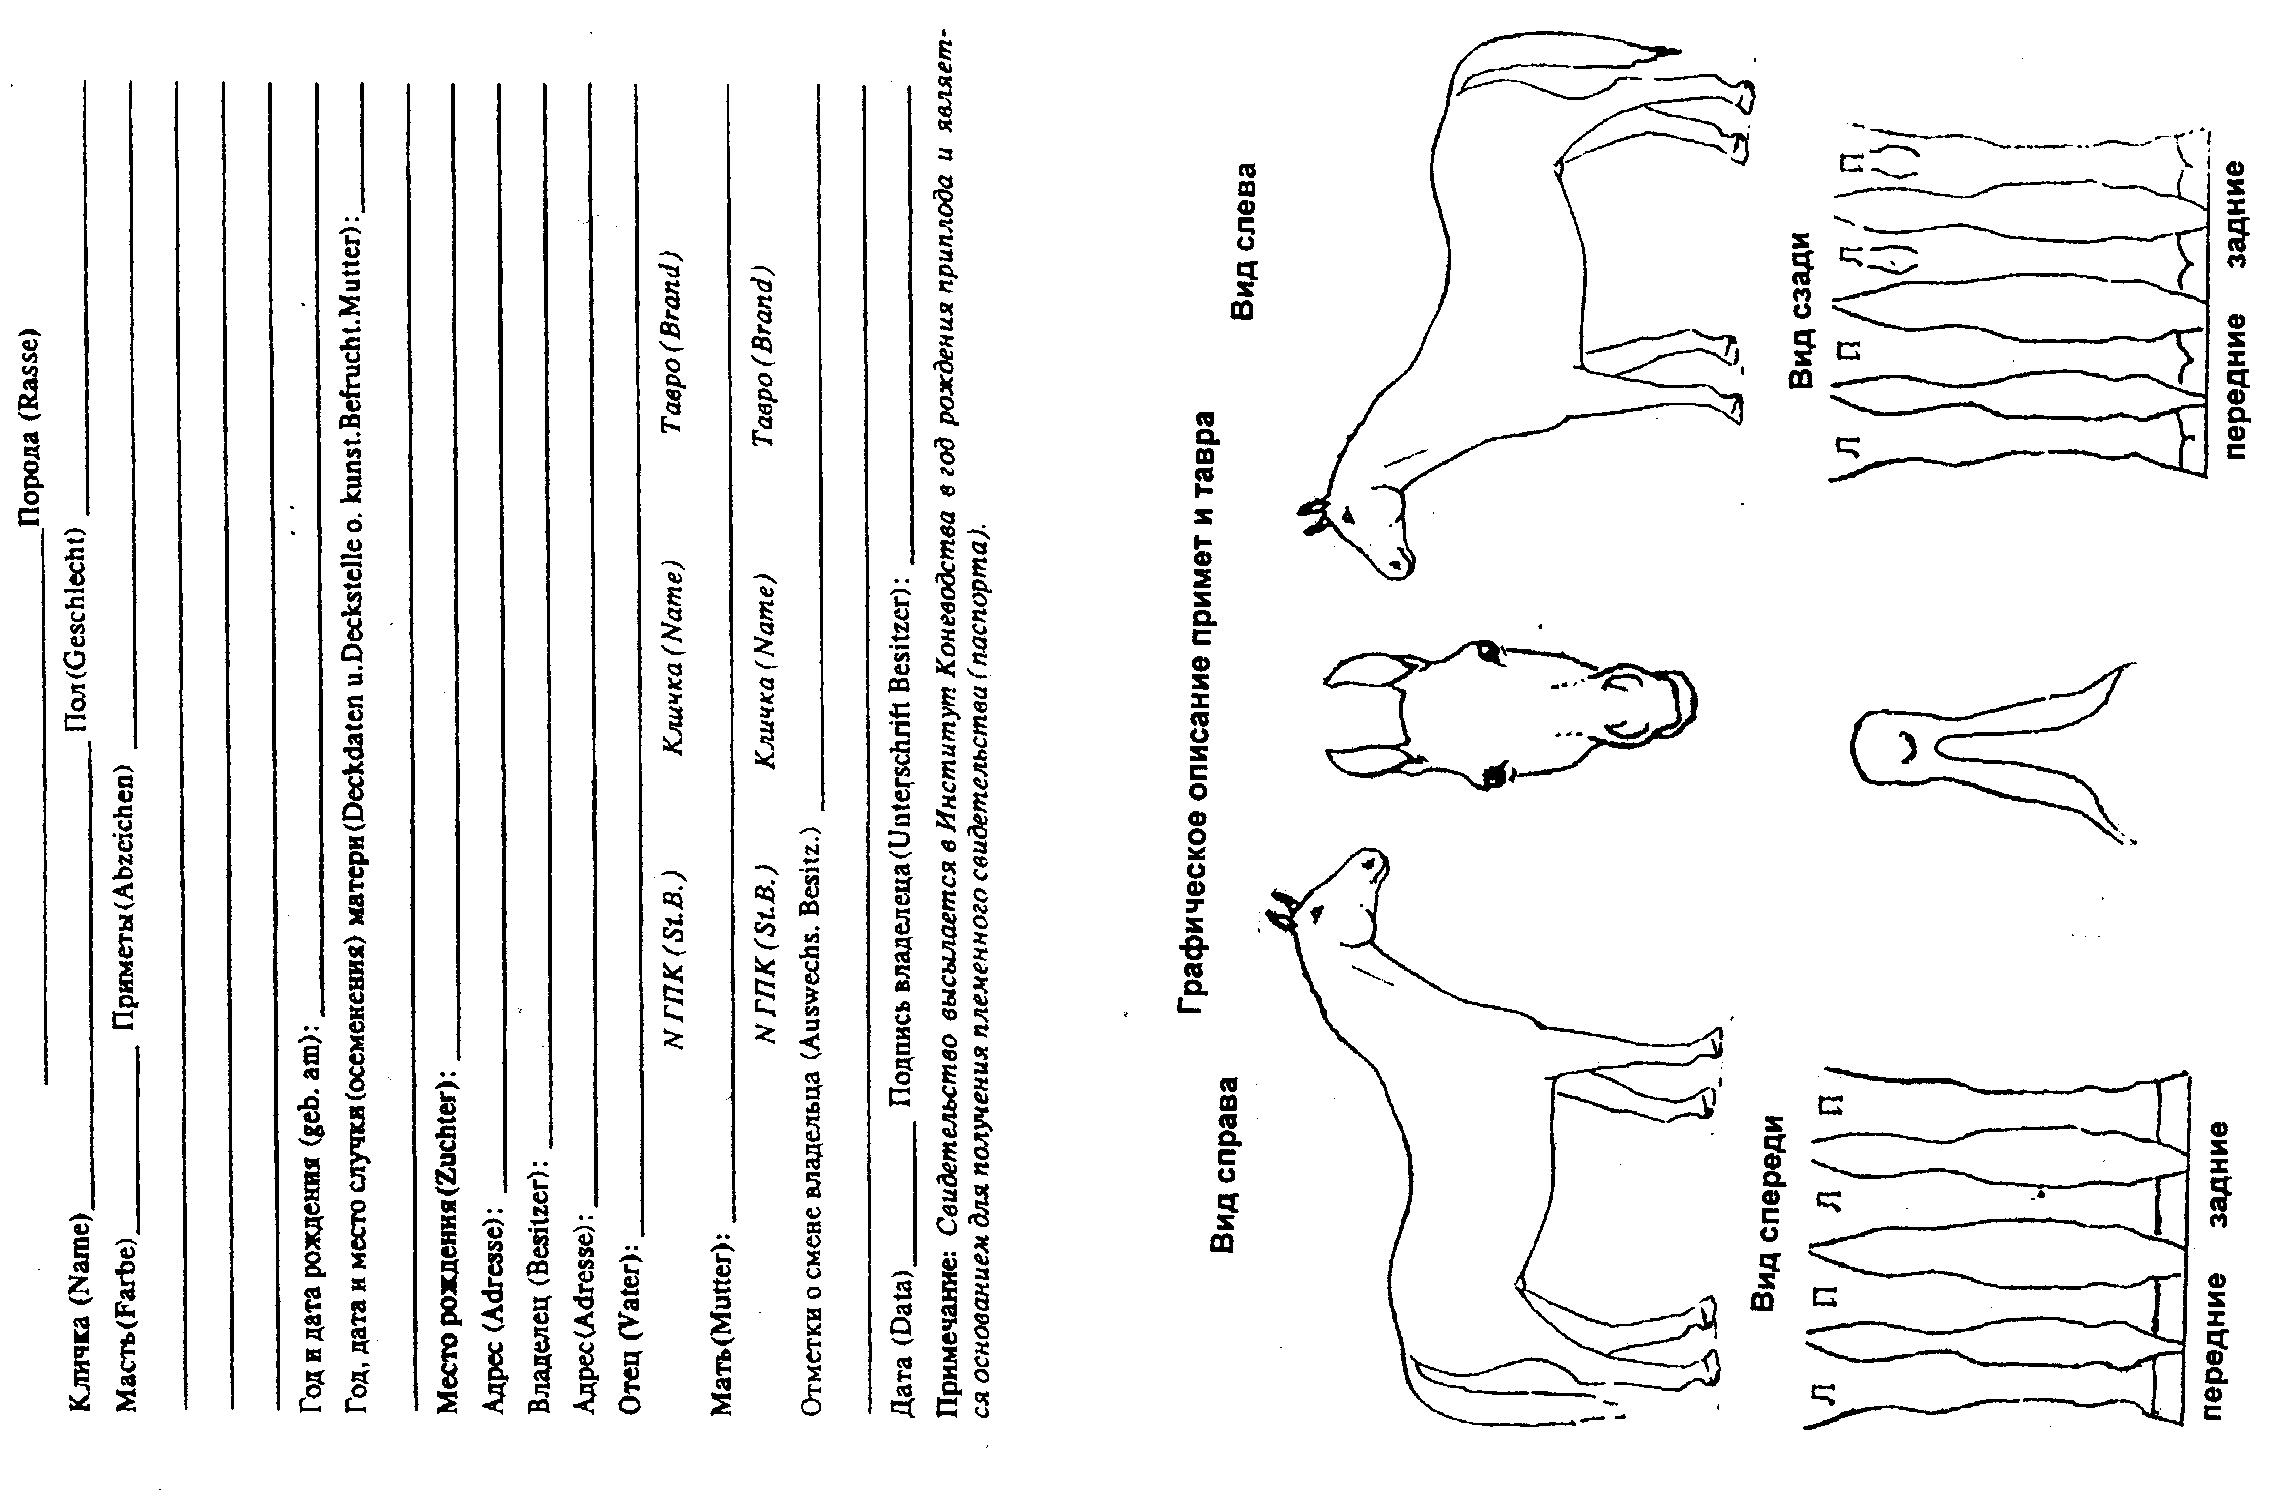 Порода (Rasse)
Кличка (Name) Пол (Geschlecht)
Масть (Farbe) Приметы (Abzeichen)
Год и дата рождения (geb. am):
Год, дата и место случки (осеменения) матери (Deckdaten u. Deckstelle o. kunst. Befrucht. Mutter):
Место рождения (Zuchter):
Адрес (Adresse):
Владелец (Besitzer):
Адрес (Adresse):
Отец (Vater):
N ГПК (St.B.) Кличка (Name) Тавро (Brand)
Мать (Mutter):
N ГПК (St.B.) Кличка (Name) Тавро (Brand)
Отметки о смене владельца (Auswechs. Besitz.)
Дата (Data) Подпись владелеца (Unterschrift Besitzer):
Примечание: Свидетельство высылается в Институт Коневодства в год рождения приплода и являет-
ся основанием для получения племенного свидетельства (паспорта).
Графическое описание примет и тавра
Вид справа Вид слева
Вид спереди Вид сзади
Л П Л П Л П Л П
передние задние передние задние